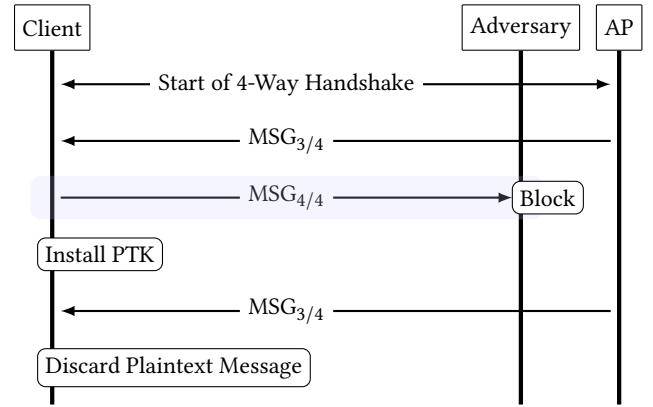 Client
Adversary
AP
Start of 4-Way Handshake
MSG3/4
MSG4/4
Block
Install PTK
MSG3/4
Discard Plaintext Message